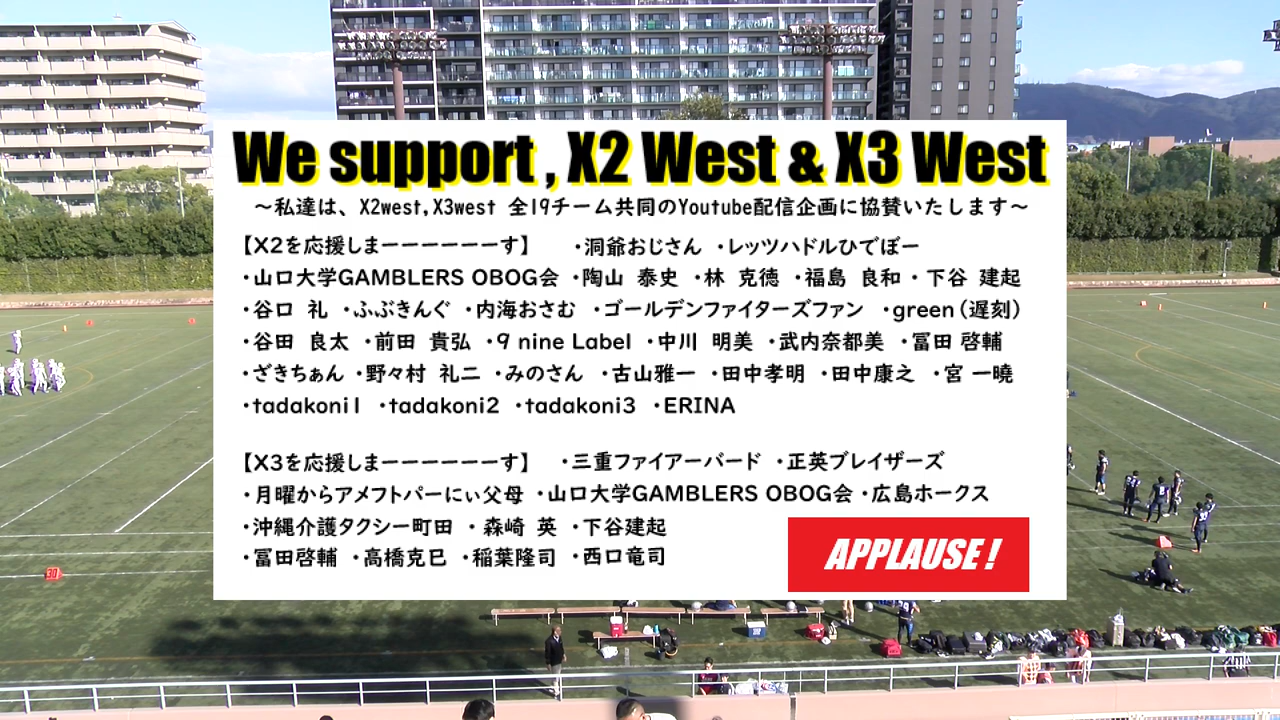 We support , X2 West & X3 West
～私達は、X2west,X3west 全19チーム共同のYoutube配信企画に協賛いたします～
【X2を応援しまーーーーーーす】 ・洞爺おじさん ・レッツハドルひでぼー
・山口大学GAMBLERS OBOG会 ・陶山 泰史 ・林 克徳 ・福島 良和 ・下谷 建起
・谷口 礼 ・ふぶきんぐ ・内海おさむ ・ゴールデンファイターズファン ・green（遅刻）
・谷田 良太 ・前田 貴弘 ・9 nine Label ・中川 明美 ・武内奈都美 ・冨田 啓輔
・ざきちぁん ・野々村 礼二 ・みのさん ・古山雅一 ・田中孝明 ・田中康之 ・宮 一曉
・tadakoni1 ・tadakoni2 ・tadakoni3 ・ERINA
【X3を応援しまーーーーーーす】 ・三重ファイアーバード ・正英ブレイザーズ
・月曜からアメフトパーにぃ父母 ・山口大学GAMBLERS OBOG会 ・広島ホークス
・沖縄介護タクシー町田 ・森崎 英 ・下谷建起
・冨田啓輔 ・高橋克巳 ・稲葉隆司 ・西口竜司
APPLAUSE !
30